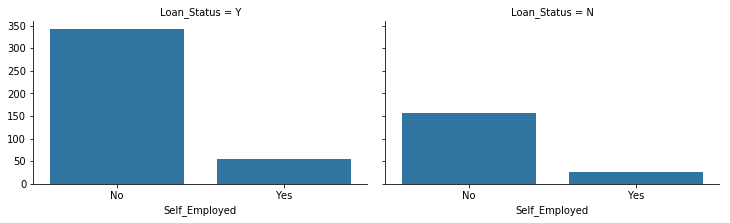 Loan_Status = Y
350
300
250
200
150
100
50
0
No
Yes
Self_Employed
Loan_Status = N
No
Yes
Self_Employed